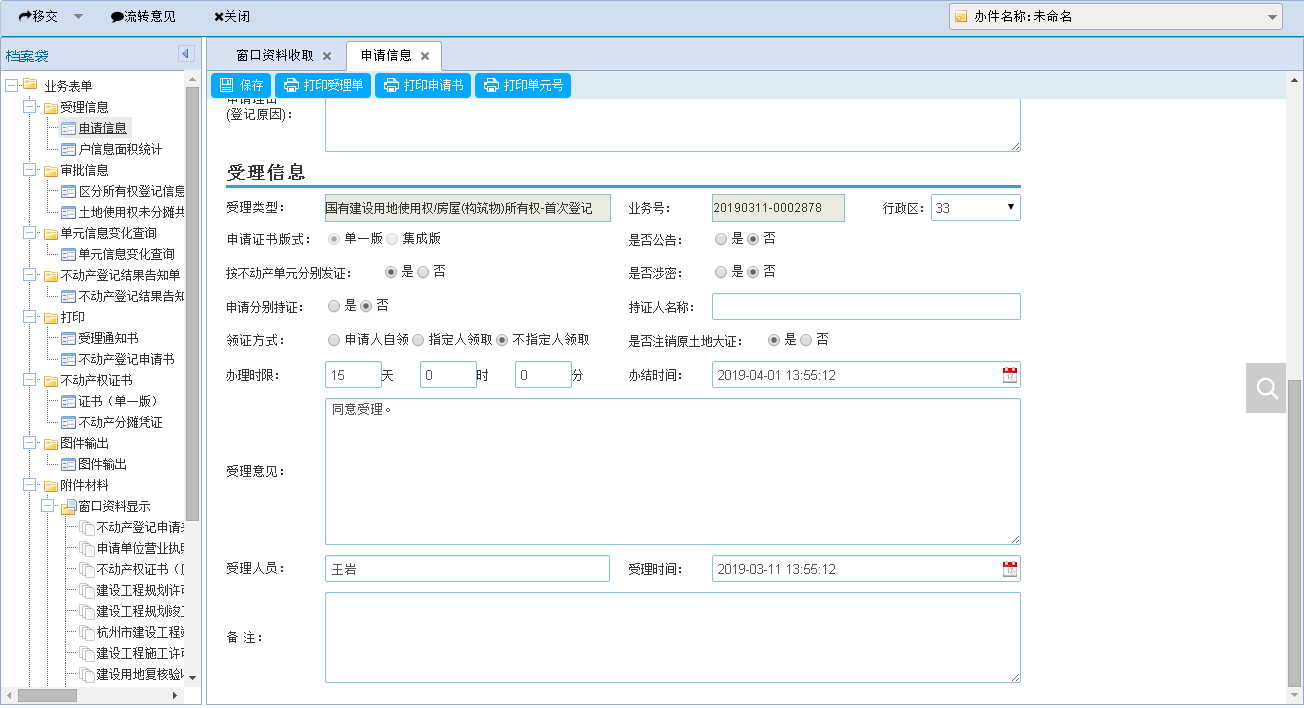 移交 流转意见 关闭 办件名称:未命名
档案袋
业务表单
受理信息
申请信息
户信息面积统计
审批信息
区分所有权登记信息
土地使用权未分摊共
单元信息变化查询
单元信息变化查询
不动产登记结果告知单
不动产登记结果告知
打印
受理通知书
不动产登记申请书
不动产权证书
证书（单一版）
不动产分摊凭证
图件输出
图件输出
附件材料
窗口资料显示
不动产登记申请
申请单位营业执
不动产权证书（
建设工程规划许
建设工程规划竣
杭州市建设工程
建设工程施工许
建设用地复核验
窗口资料收取 申请信息
保存 打印受理单 打印申请书 打印单元号
申请理由
(登记原因)：
受理信息
受理类型： 国有建设用地使用权/房屋(构筑物)所有权-首次登记 业务号： 20190311-0002878 行政区： 33
申请证书版式： 单一版 集成版 是否公告： 是 否
按不动产单元分别发证： 是 否 是否涉密： 是 否
申请分别持证： 是 否 持证人名称：
领证方式： 申请人自领 指定人领取 不指定人领取 是否注销原土地大证： 是 否
办理时限： 15 天 0 时 0 分 办结时间： 2019-04-01 13:55:12
同意受理。
受理意见：
受理人员： 王岩 受理时间： 2019-03-11 13:55:12
备 注：